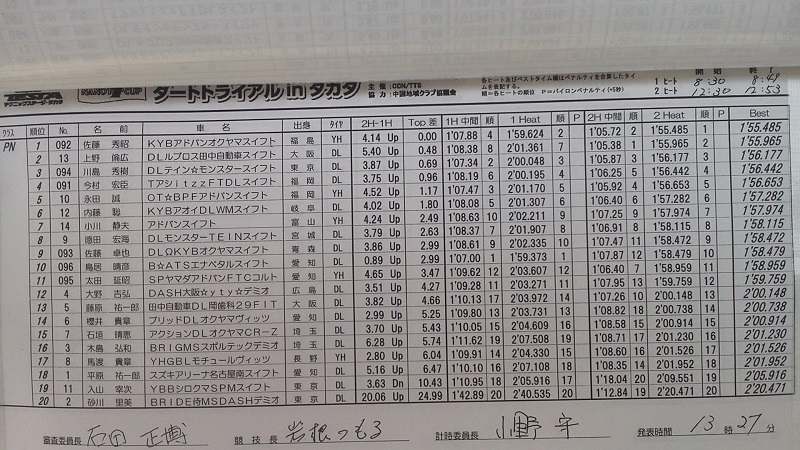 ダートトライアル in タカタ
主催:CCN/TTS
協力:中国地域クラブ協議会
各ヒート及びベストタイム欄はペナルティを合算したタイムを表記する。
順=各ヒートの順位 P=パイロンペナルティ(+5秒)
開始 終了
1 ヒート 8:30 8:49
2 ヒート 12:30 12:53
クラス 順位 No. 名前 車名 出身 タイヤ 2H-1H Top差 1H中間 順 1 Heat 順 P 2H中間 順 2 Heat 順 P Best
PN 1 092 佐藤 秀昭 KYBアドバンオクヤマスイフト 福島 YH 4.14 Up 0.00 1'07.88 4 1'59.624 2 1'05.72 2 1'55.485 1 1'55.485
2 13 上野 倫広 DLルブロス田中自動車スイフト 大阪 DL 5.40 Up 0.48 1'08.38 8 2'01.361 7 1'05.38 1 1'55.965 2 1'55.965
3 094 川島 秀樹 DLテイン☆モンスタースイフト 東京 DL 3.87 Up 0.69 1'07.34 2 2'00.048 3 1'05.87 3 1'56.177 3 1'56.177
4 091 今村 宏臣 TアシitzzFTDLスイフト 福岡 DL 3.75 Up 0.96 1'08.19 6 2'00.195 4 1'06.25 5 1'56.442 4 1'56.442
5 10 永田 誠 OT☆BPFアドバンスイフト 福岡 YH 4.52 Up 1.17 1'07.47 3 2'01.170 5 1'05.92 4 1'56.653 5 1'56.653
6 12 内藤 聡 KYBアオイDLWMスイフト 岐阜 DL 4.02 Up 1.80 1'08.08 5 2'01.307 6 1'06.40 6 1'57.282 6 1'57.282
7 14 小川 静夫 アドバンスイフト 富山 YH 4.24 Up 2.49 1'08.63 10 2'02.211 9 1'07.25 9 1'57.974 7 1'57.974
8 9 徳田 宏海 DLモンスターTEINスイフト 宮城 DL 3.79 Up 2.63 1'08.37 7 2'01.907 8 1'06.91 8 1'58.115 8 1'58.115
9 093 佐藤 卓也 DLQKYBオクヤマスイフト 青森 DL 3.86 Up 2.99 1'08.61 9 2'02.335 10 1'07.47 11 1'58.472 9 1'58.472
10 096 鳥居 晴彦 B☆ATSエナペタルスイフト 愛知 DL 0.89 Up 2.99 1'07.00 1 1'59.373 1 1'07.87 12 1'58.479 10 1'58.479
11 095 太田 延昭 SPヤマダアドバンFTCコルト 愛知 YH 4.65 Up 3.47 1'09.62 12 2'03.607 12 1'06.40 7 1'58.959 11 1'58.959
12 4 大野 吉弘 DASH大阪☆yty☆デミオ 広島 DL 3.51 Up 4.27 1'09.28 11 2'03.271 11 1'07.95 13 1'59.759 12 1'59.759
13 5 藤原 祐一郎 田中自動車DL岡歯科29FIT 大阪 DL 3.82 Up 4.66 1'10.13 17 2'03.972 14 1'07.26 10 2'00.148 13 2'00.148
14 6 櫻井 貴章 ブリッドDLオクヤマヴィッツ 愛知 DL 2.99 Up 5.25 1'09.80 13 2'03.731 13 1'08.82 18 2'00.738 14 2'00.738
15 7 石垣 晴恵 アクションDLオクヤマCR-Z 埼玉 DL 3.70 Up 5.43 1'10.05 15 2'04.609 16 1'08.58 15 2'00.914 15 2'00.914
16 3 木島 弘和 BRIGMSスポルテックデミオ 埼玉 DL 6.28 Up 5.74 1'11.62 19 2'07.508 19 1'08.71 17 2'01.230 16 2'01.230
17 8 馬渡 貴章 YHGBLモチュールヴィッツ 長野 YH 2.80 Up 6.04 1'09.91 14 2'04.330 15 1'08.60 16 2'01.526 17 2'01.526
18 1 平原 祐一郎 スズキアリーナ名古屋南スイフト 愛知 DL 5.16 Up 6.47 1'10.10 16 2'07.108 18 1'08.35 14 2'01.952 18 2'01.952
19 11 入山 幸次 YBBシロクマSPMスイフト 東京 DL 3.63 Dn 10.43 1'10.95 18 2'05.916 17 1'18.04 20 2'09.551 19 2'05.916
20 2 砂川 里美 BRIDE侍MSDASHデミオ 東京 DL 20.06 Up 24.99 1'42.89 20 2'40.535 20 1'12.84 19 2'20.471 20 2'20.471
審査委員長 石田 正博 競技長 岩根つもる 計時委員長 発表時間 13 時 27 分